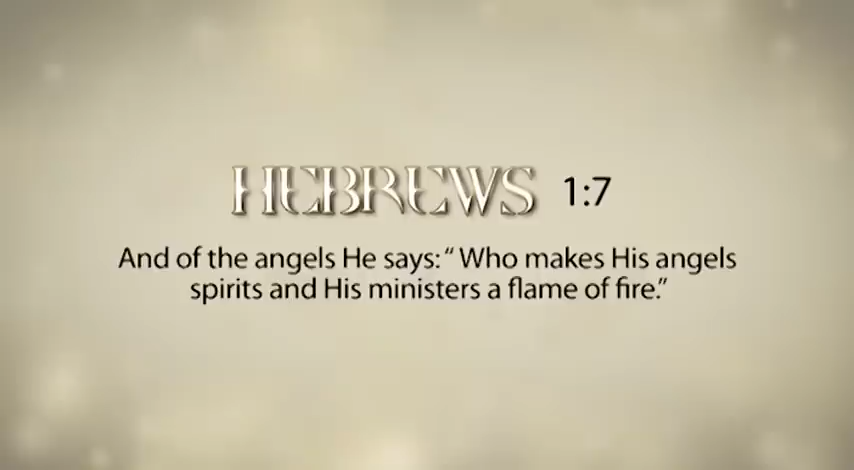 HEBREWS 1:7
And of the angels He says: “ Who makes His angels
spirits and His ministers a flame of fire.”